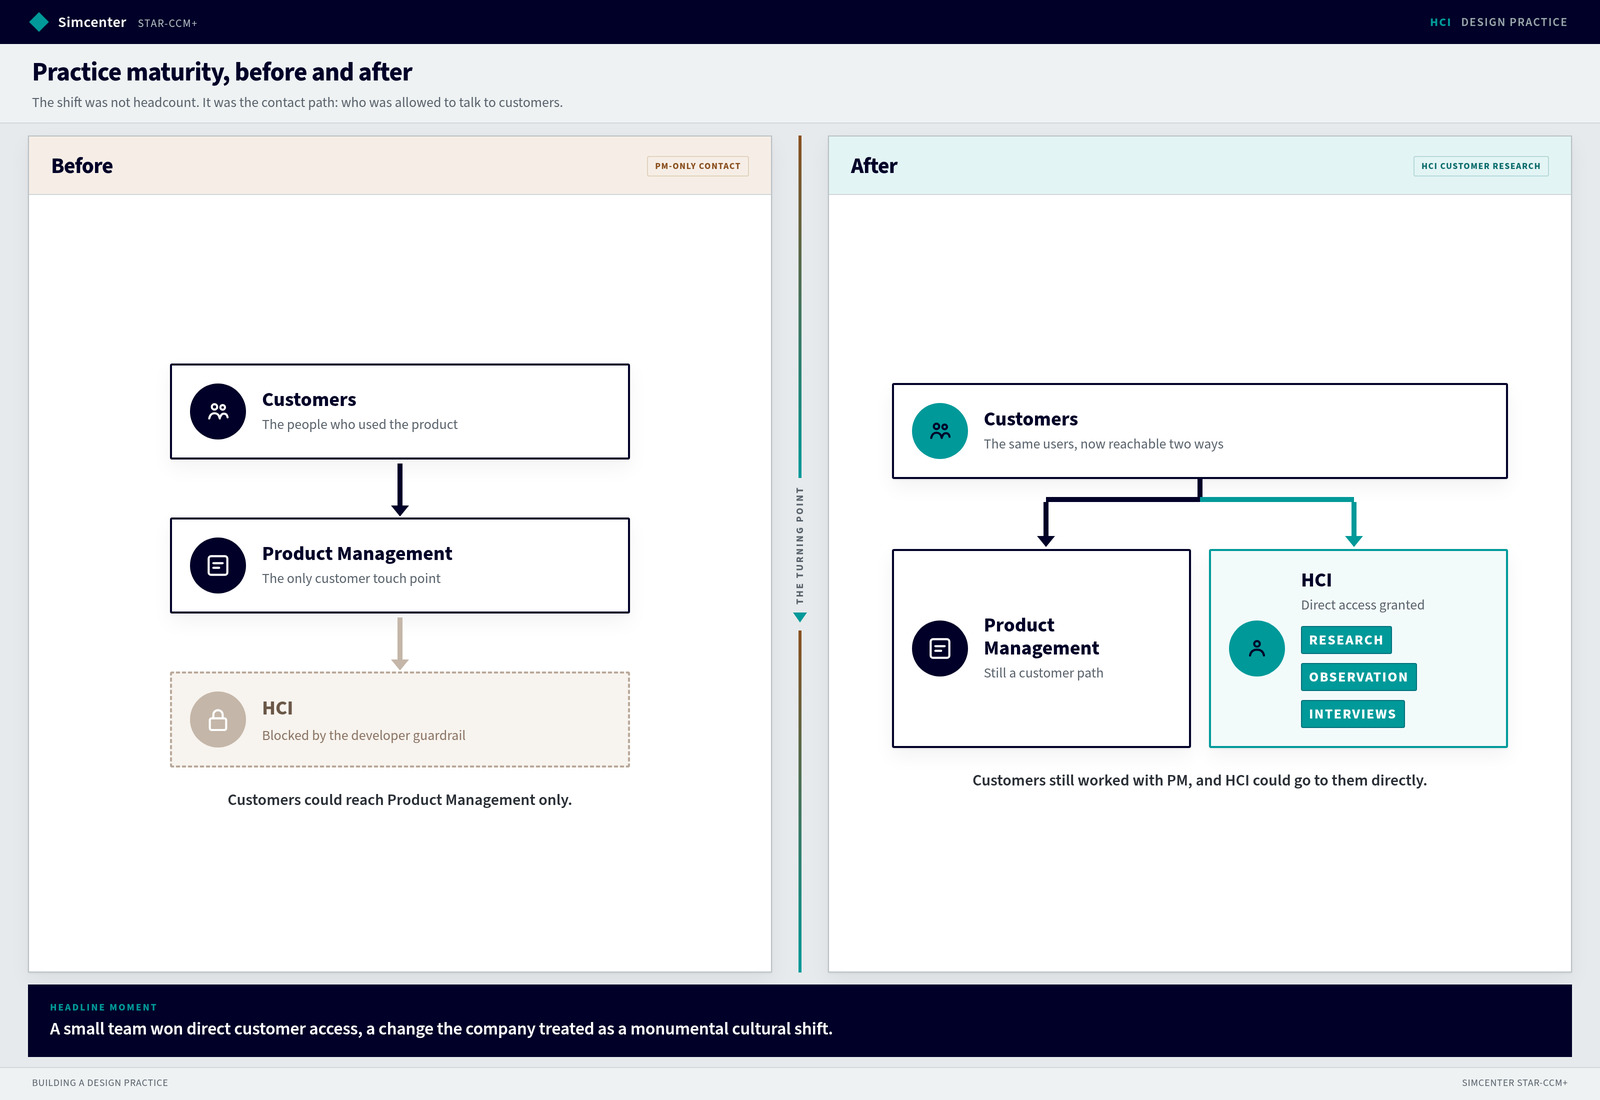 Simcenter STAR-CCM+
HCI DESIGN PRACTICE
Practice maturity, before and after
The shift was not headcount. It was the contact path: who was allowed to talk to customers.
Before
PM-ONLY CONTACT
Customers
The people who used the product
Product Management
The only customer touch point
HCI
Blocked by the developer guardrail
Customers could reach Product Management only.
THE TURNING POINT
After
HCI CUSTOMER RESEARCH
Customers
The same users, now reachable two ways
Product
Management
Still a customer path
HCI
Direct access granted
RESEARCH
OBSERVATION
INTERVIEWS
Customers still worked with PM, and HCI could go to them directly.
HEADLINE MOMENT
A small team won direct customer access, a change the company treated as a monumental cultural shift.
BUILDING A DESIGN PRACTICE
SIMCENTER STAR-CCM+